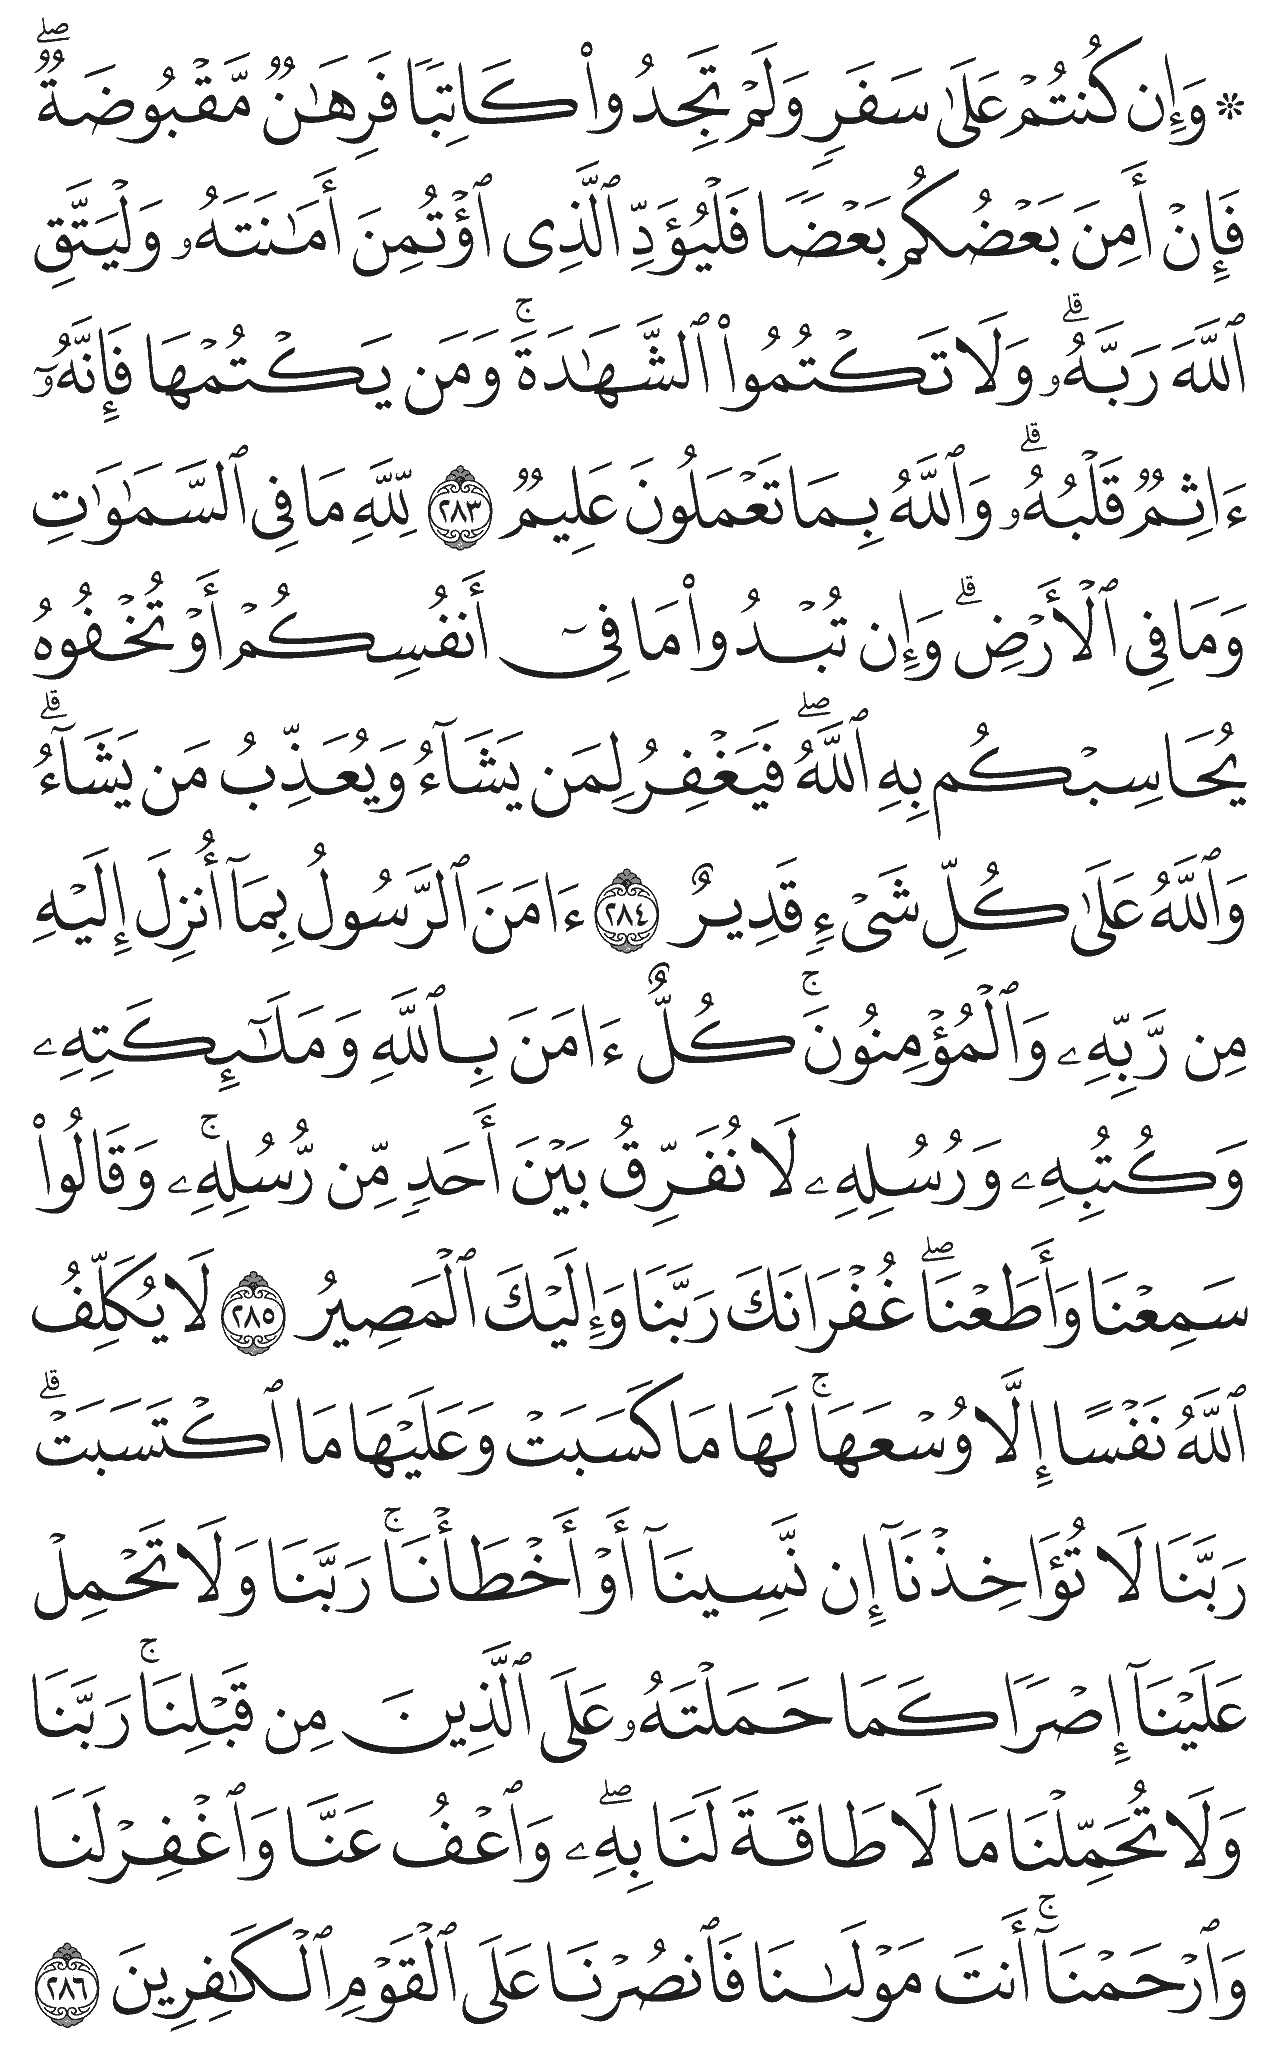 ۞ وَإِن كُنتُمْ عَلَىٰ سَفَرٍ وَلَمْ تَجِدُوا۟ كَاتِبًا فَرِهَـٰنٌ مَّقْبُوضَةٌ ۖ
فَإِنْ أَمِنَ بَعْضُكُم بَعْضًا فَلْيُؤَدِّ ٱلَّذِى ٱؤْتُمِنَ أَمَـٰنَتَهُۥ وَلْيَتَّقِ
ٱللَّهَ رَبَّهُۥ ۗ وَلَا تَكْتُمُوا۟ ٱلشَّهَـٰدَةَ ۚ وَمَن يَكْتُمْهَا فَإِنَّهُۥٓ
ءَاثِمٌ قَلْبُهُۥ ۗ وَٱللَّهُ بِمَا تَعْمَلُونَ عَلِيمٌ ٢٨٣ لِّلَّهِ مَا فِى ٱلسَّمَـٰوَٰتِ
وَمَا فِى ٱلْأَرْضِ ۗ وَإِن تُبْدُوا۟ مَا فِىٓ أَنفُسِكُمْ أَوْ تُخْفُوهُ
يُحَاسِبْكُم بِهِ ٱللَّهُ ۖ فَيَغْفِرُ لِمَن يَشَآءُ وَيُعَذِّبُ مَن يَشَآءُ ۗ
وَٱللَّهُ عَلَىٰ كُلِّ شَىْءٍ قَدِيرٌ ٢٨٤ ءَامَنَ ٱلرَّسُولُ بِمَآ أُنزِلَ إِلَيْهِ
مِن رَّبِّهِۦ وَٱلْمُؤْمِنُونَ ۚ كُلٌّ ءَامَنَ بِٱللَّهِ وَمَلَـٰٓئِكَتِهِۦ
وَكُتُبِهِۦ وَرُسُلِهِۦ لَا نُفَرِّقُ بَيْنَ أَحَدٍ مِّن رُّسُلِهِۦ ۚ وَقَالُوا۟
سَمِعْنَا وَأَطَعْنَا ۖ غُفْرَانَكَ رَبَّنَا وَإِلَيْكَ ٱلْمَصِيرُ ٢٨٥ لَا يُكَلِّفُ
ٱللَّهُ نَفْسًا إِلَّا وُسْعَهَا ۚ لَهَا مَا كَسَبَتْ وَعَلَيْهَا مَا ٱكْتَسَبَتْ ۗ
رَبَّنَا لَا تُؤَاخِذْنَآ إِن نَّسِينَآ أَوْ أَخْطَأْنَا ۚ رَبَّنَا وَلَا تَحْمِلْ
عَلَيْنَآ إِصْرًا كَمَا حَمَلْتَهُۥ عَلَى ٱلَّذِينَ مِن قَبْلِنَا ۚ رَبَّنَا
وَلَا تُحَمِّلْنَا مَا لَا طَاقَةَ لَنَا بِهِۦ ۖ وَٱعْفُ عَنَّا وَٱغْفِرْ لَنَا
وَٱرْحَمْنَآ ۚ أَنتَ مَوْلَىٰنَا فَٱنصُرْنَا عَلَى ٱلْقَوْمِ ٱلْكَـٰفِرِينَ ٢٨٦